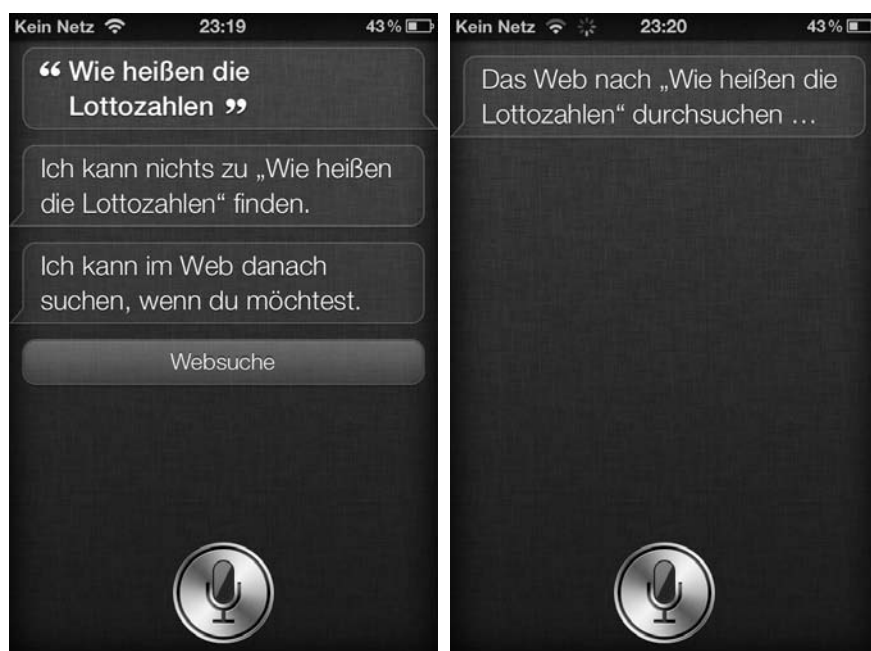 Kein Netz 23:19 43 %
“ Wie heißen die
Lottozahlen ”
Ich kann nichts zu „Wie heißen
die Lottozahlen“ finden.
Ich kann im Web danach
suchen, wenn du möchtest.
Websuche
Kein Netz 23:20 43 %
Das Web nach „Wie heißen die
Lottozahlen“ durchsuchen …